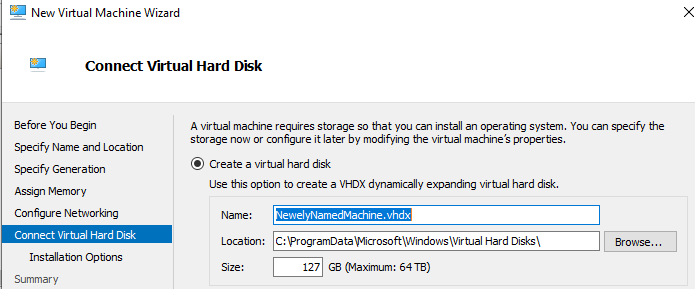 New Virtual Machine Wizard
Connect Virtual Hard Disk
Before You Begin
Specify Name and Location
Specify Generation
Assign Memory
Configure Networking
Connect Virtual Hard Disk
Installation Options
Summary
A virtual machine requires storage so that you can install an operating system. You can specify the
storage now or configure it later by modifying the virtual machine's properties.
Create a virtual hard disk
Use this option to create a VHDX dynamically expanding virtual hard disk.
Name: NewelyNamedMachine.vhdx
Location: C:\ProgramData\Microsoft\Windows\Virtual Hard Disks\ Browse...
Size: 127 GB (Maximum: 64 TB)